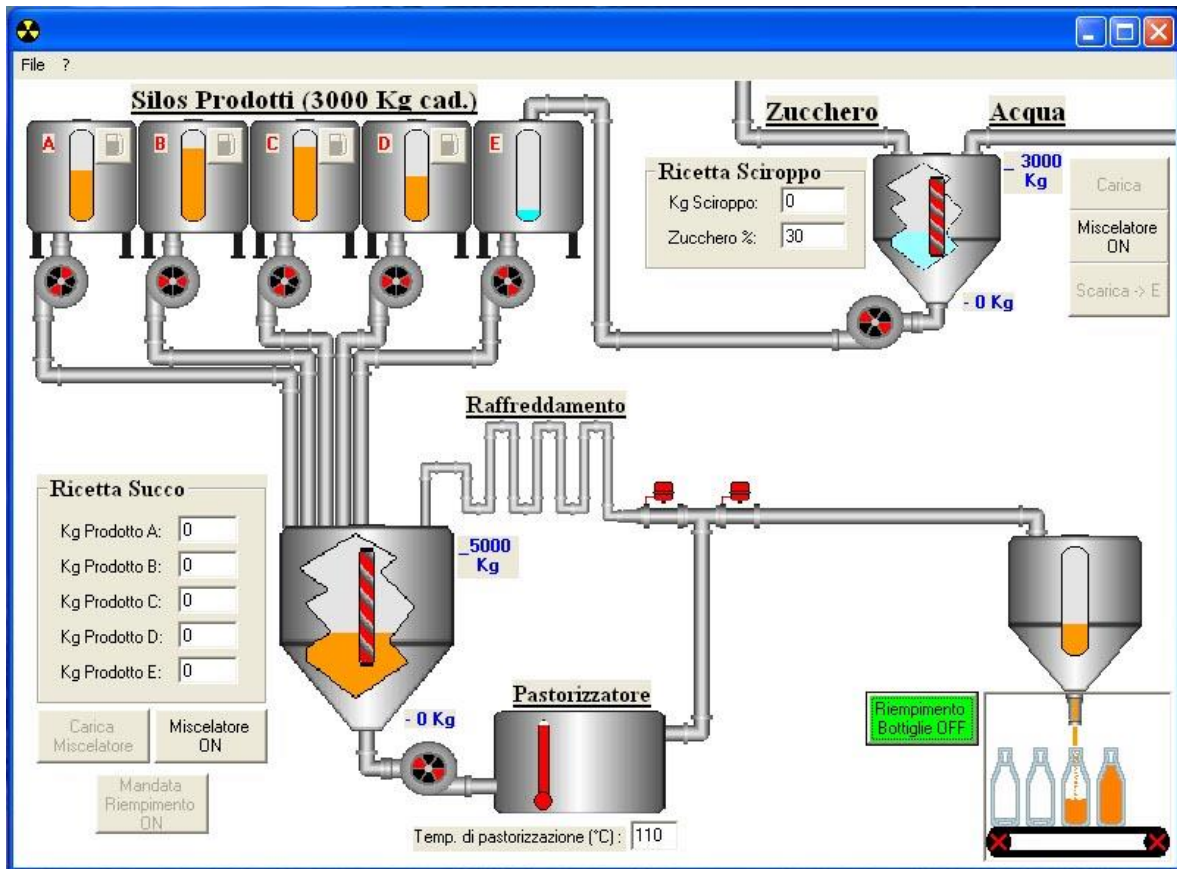 File ?
Silos Prodotti (3000 Kg cad.)
A
B
C
D
E
Zucchero
Acqua
Ricetta Sciroppo
Kg Sciroppo: 0
Zucchero %: 30
_ 3000
Kg
- 0 Kg
Carica
Miscelatore
ON
Scarica -> E
Raffreddamento
Ricetta Succo
Kg Prodotto A: 0
Kg Prodotto B: 0
Kg Prodotto C: 0
Kg Prodotto D: 0
Kg Prodotto E: 0
_5000
Kg
- 0 Kg
Carica
Miscelatore
Miscelatore
ON
Mandata
Riempimento
ON
Pastorizzatore
Temp. di pastorizzazione (°C) : 110
Riempimento
Bottiglie OFF